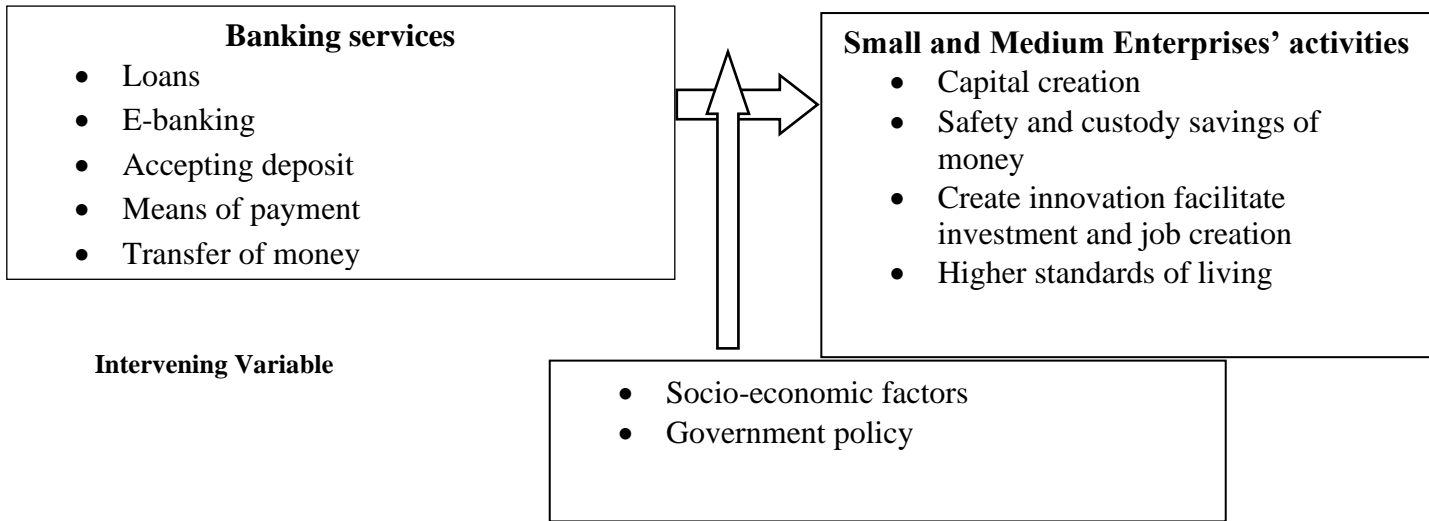 Banking services
• Loans
• E-banking
• Accepting deposit
• Means of payment
• Transfer of money
Small and Medium Enterprises’ activities
• Capital creation
• Safety and custody savings of
money
• Create innovation facilitate
investment and job creation
• Higher standards of living
Intervening Variable
• Socio-economic factors
• Government policy